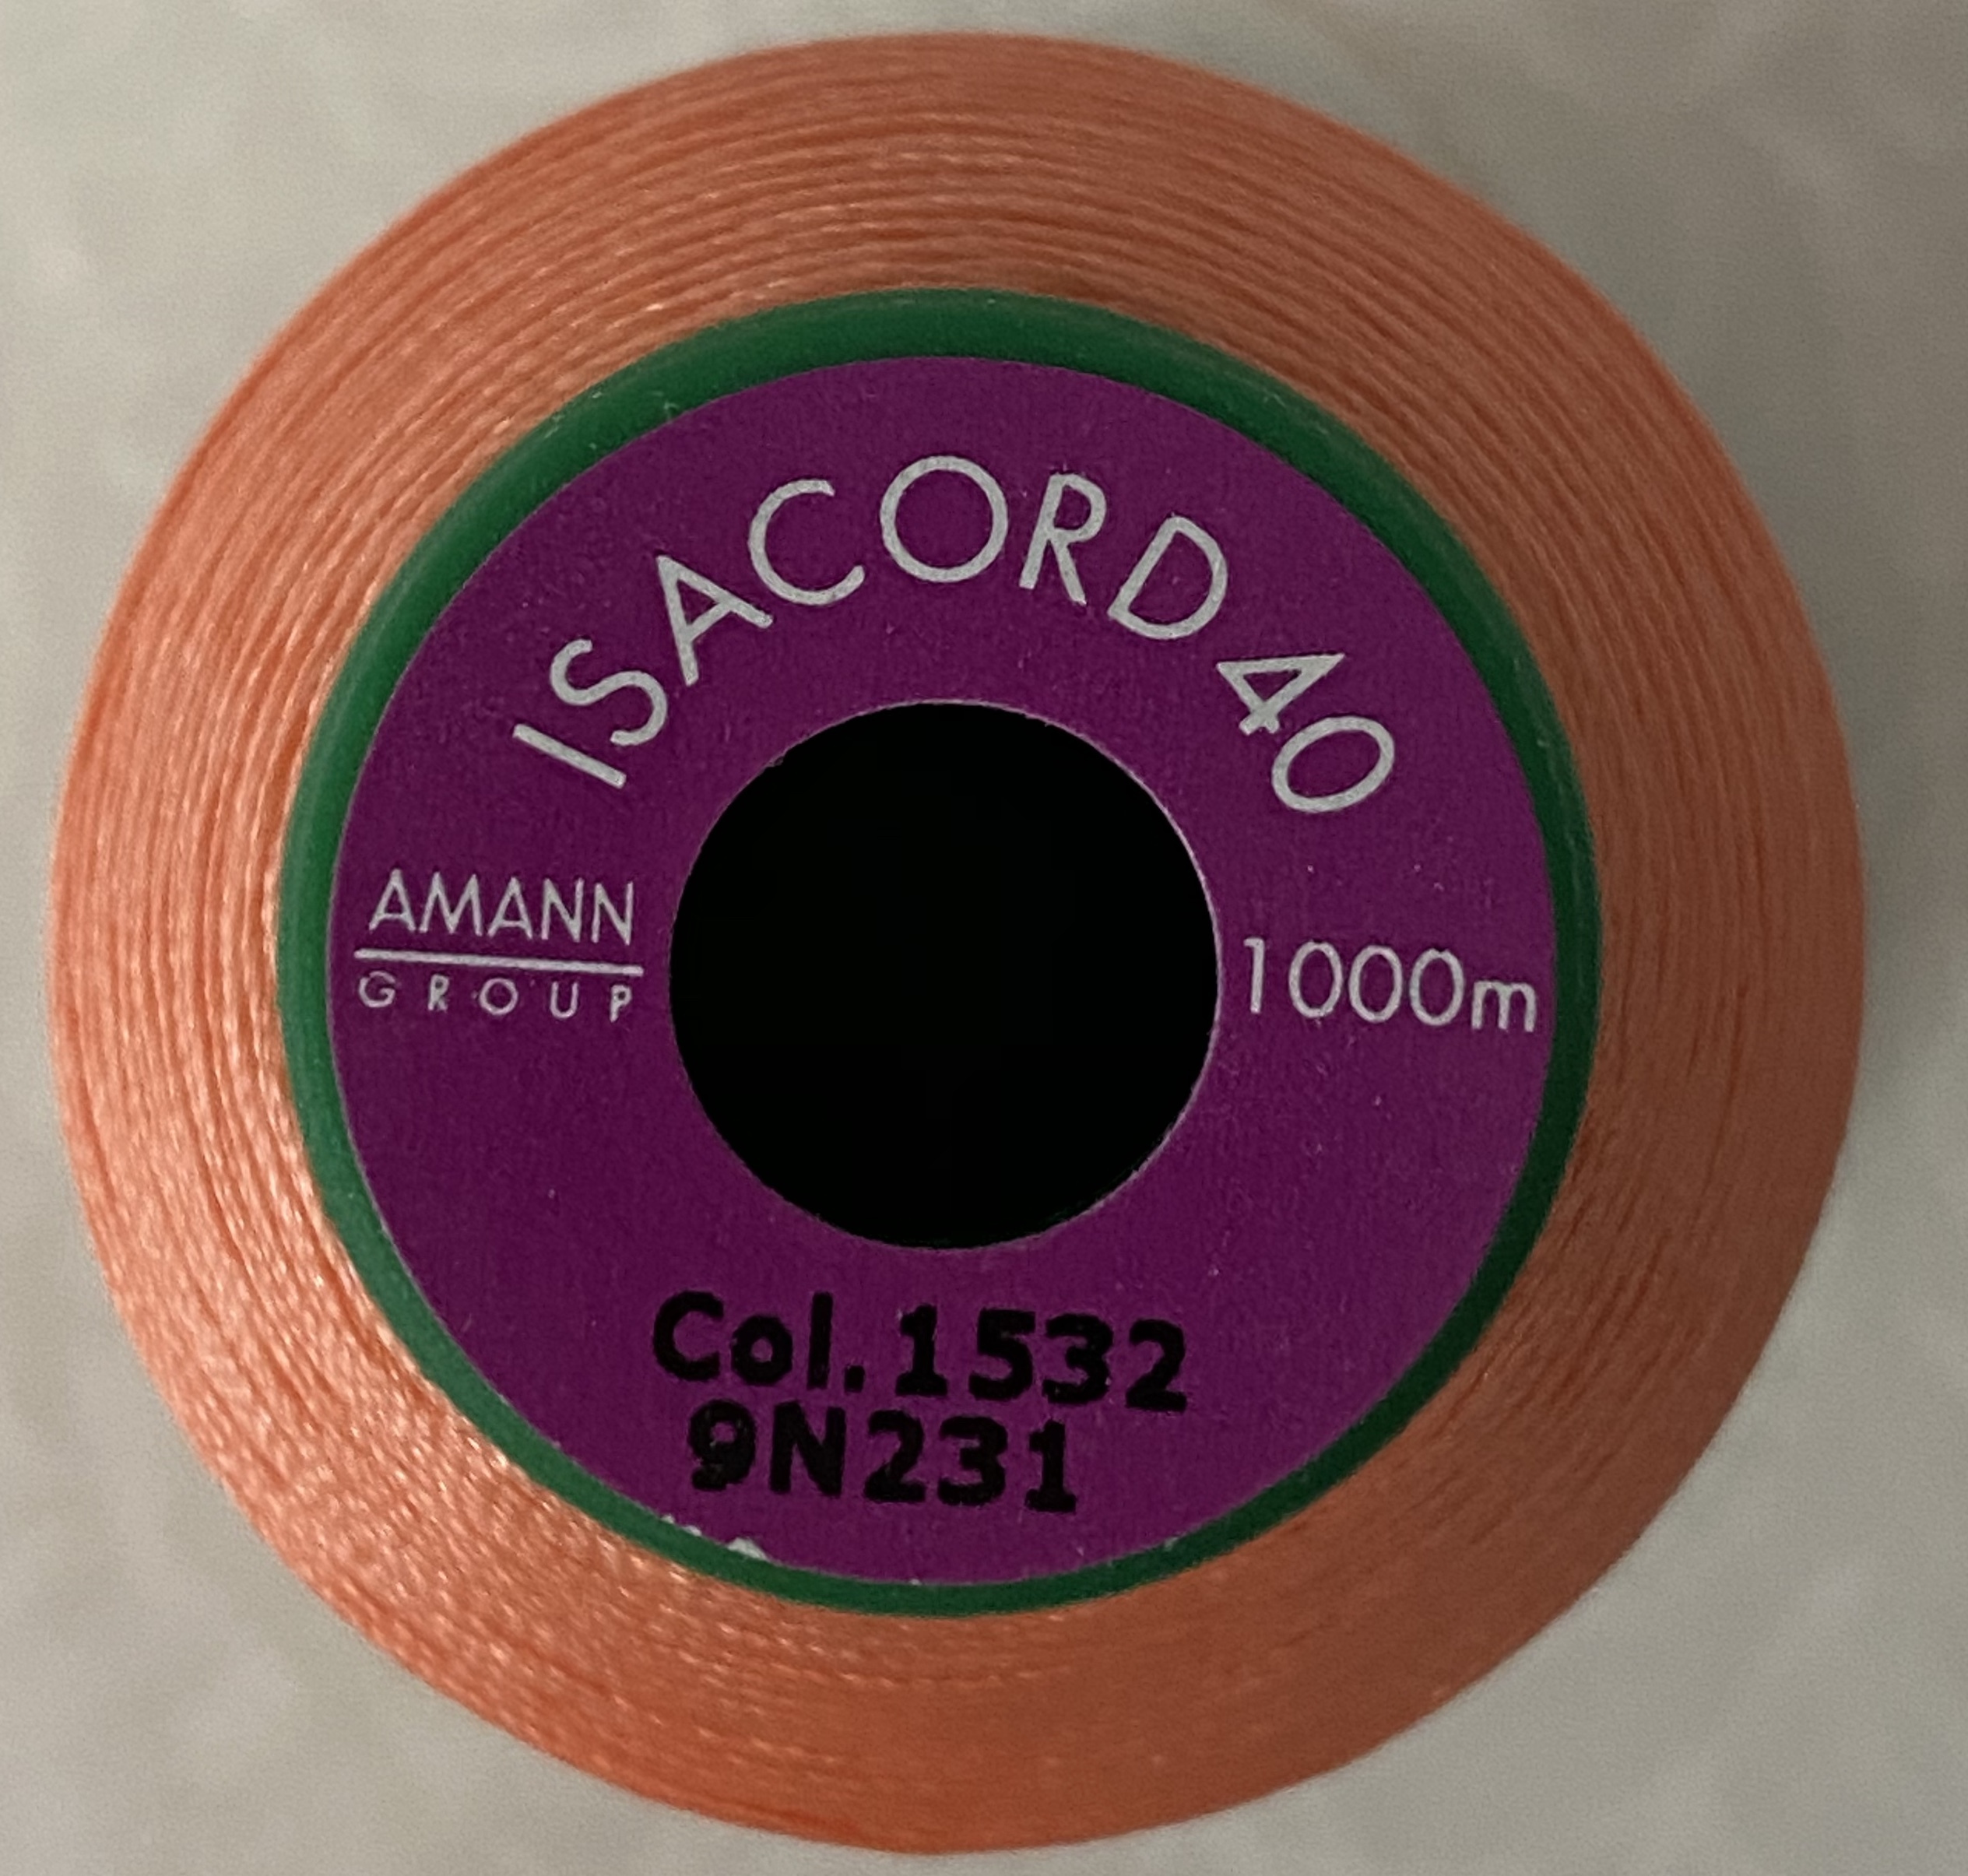 ISACORD 40
AMANN
GROUP
1000m
Col.1532
9N231